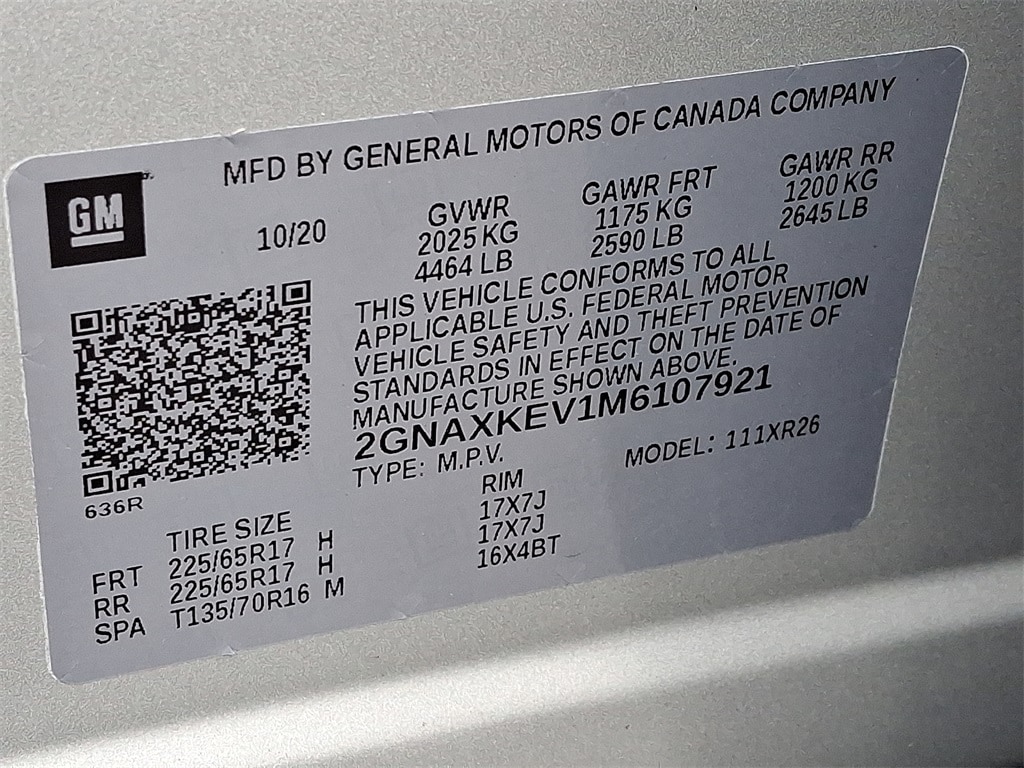 MFD BY GENERAL MOTORS OF CANADA COMPANY
GM
10/20
GVWR
2025 KG
4464 LB
GAWR FRT
1175 KG
2590 LB
GAWR RR
1200 KG
2645 LB
THIS VEHICLE CONFORMS TO ALL
APPLICABLE U.S. FEDERAL MOTOR
VEHICLE SAFETY AND THEFT PREVENTION
STANDARDS IN EFFECT ON THE DATE OF
MANUFACTURE SHOWN ABOVE.
2GNAXKEV1M6107921
TYPE: M.P.V. MODEL: 111XR26
636R
TIRE SIZE RIM
FRT 225/65R17 H 17X7J
RR 225/65R17 H 17X7J
SPA T135/70R16 M 16X4BT